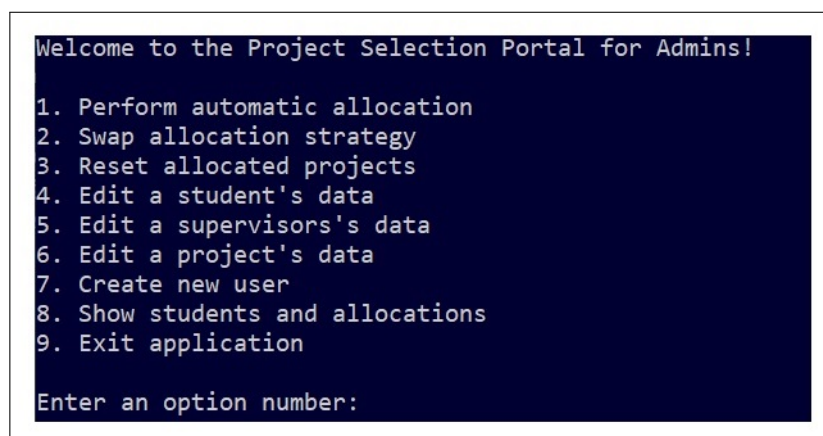 Welcome to the Project Selection Portal for Admins!
1. Perform automatic allocation
2. Swap allocation strategy
3. Reset allocated projects
4. Edit a student's data
5. Edit a supervisors's data
6. Edit a project's data
7. Create new user
8. Show students and allocations
9. Exit application
Enter an option number: